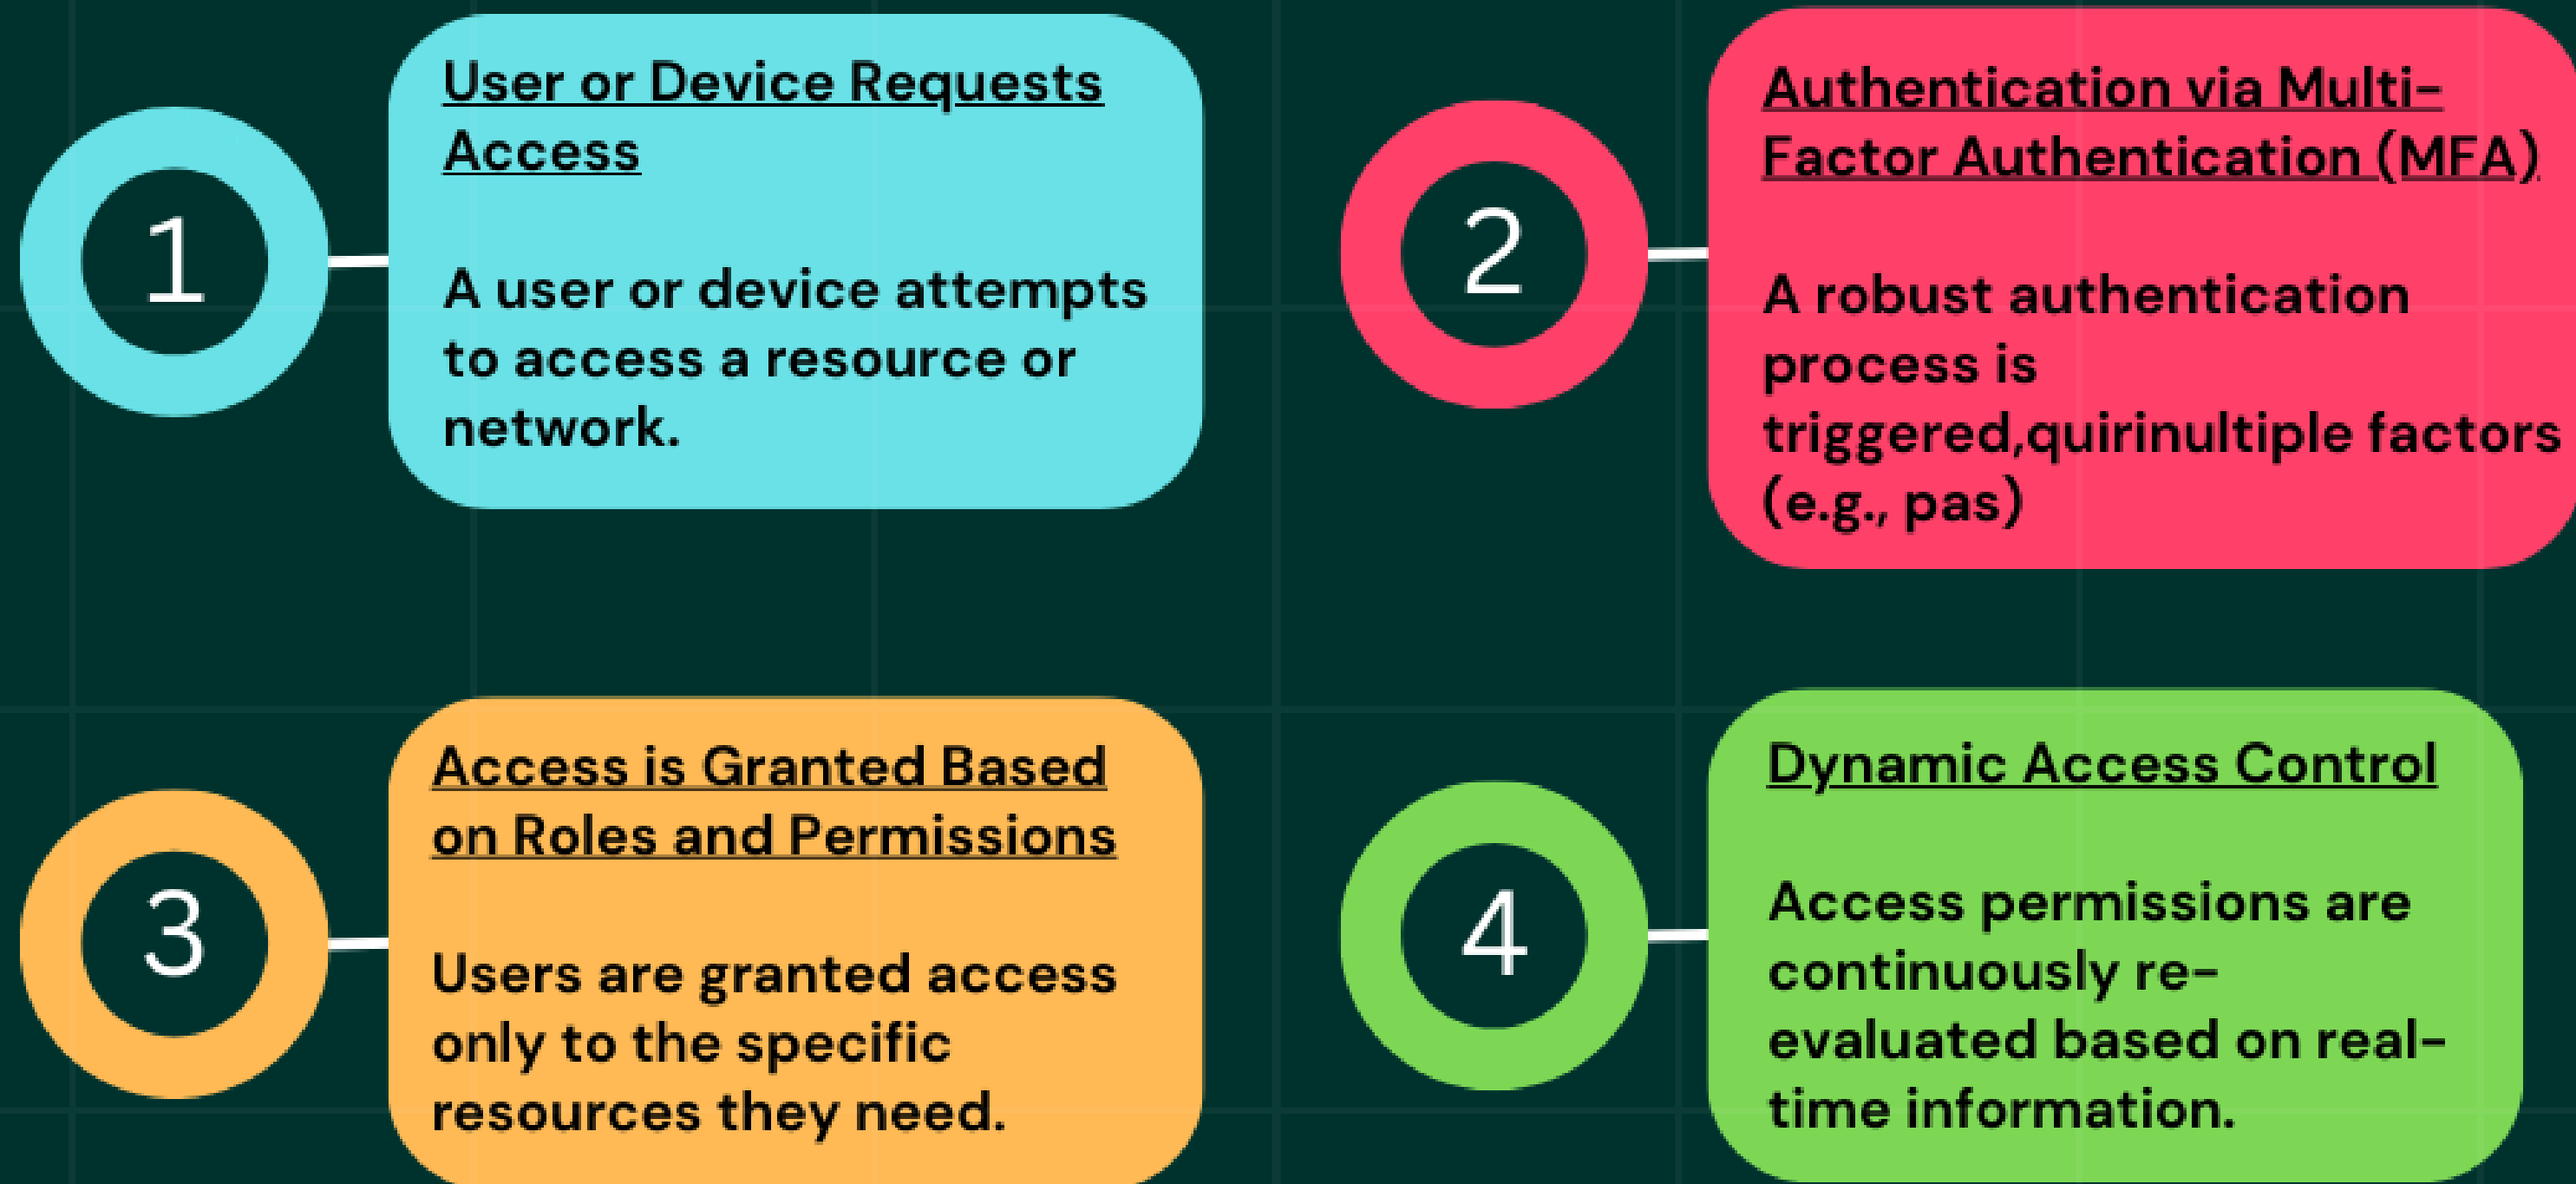 1
User or Device Requests
Access
A user or device attempts
to access a resource or
network.
2
Authentication via Multi-
Factor Authentication (MFA)
A robust authentication
process is
triggered,quirinultiple factors
(e.g., pas)
3
Access is Granted Based
on Roles and Permissions
Users are granted access
only to the specific
resources they need.
4
Dynamic Access Control
Access permissions are
continuously re-
evaluated based on real-
time information.